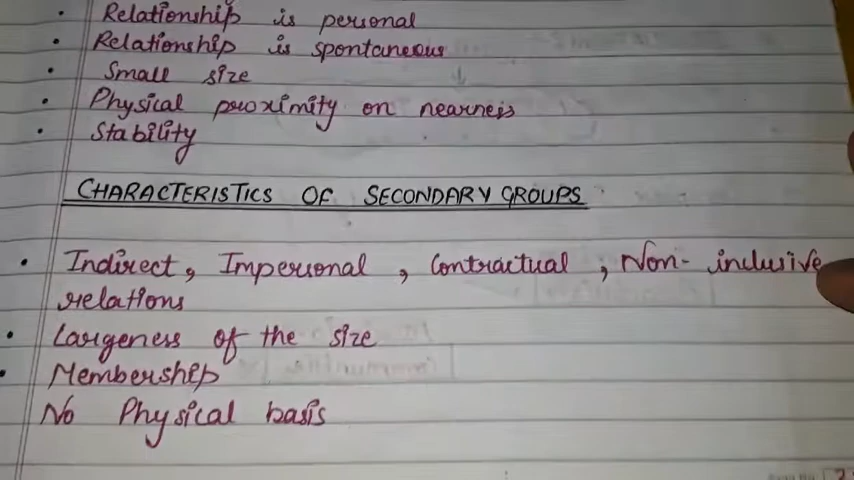 • Relationship is personal
• Relationship is spontaneous
• Small size
• Physical proximity on nearness
• Stability
CHARACTERISTICS OF SECONDARY GROUPS
• Indirect, Impersonal, Contractual, Non-inclusive
relations
• Largeness of the size
• Membership
No Physical basis